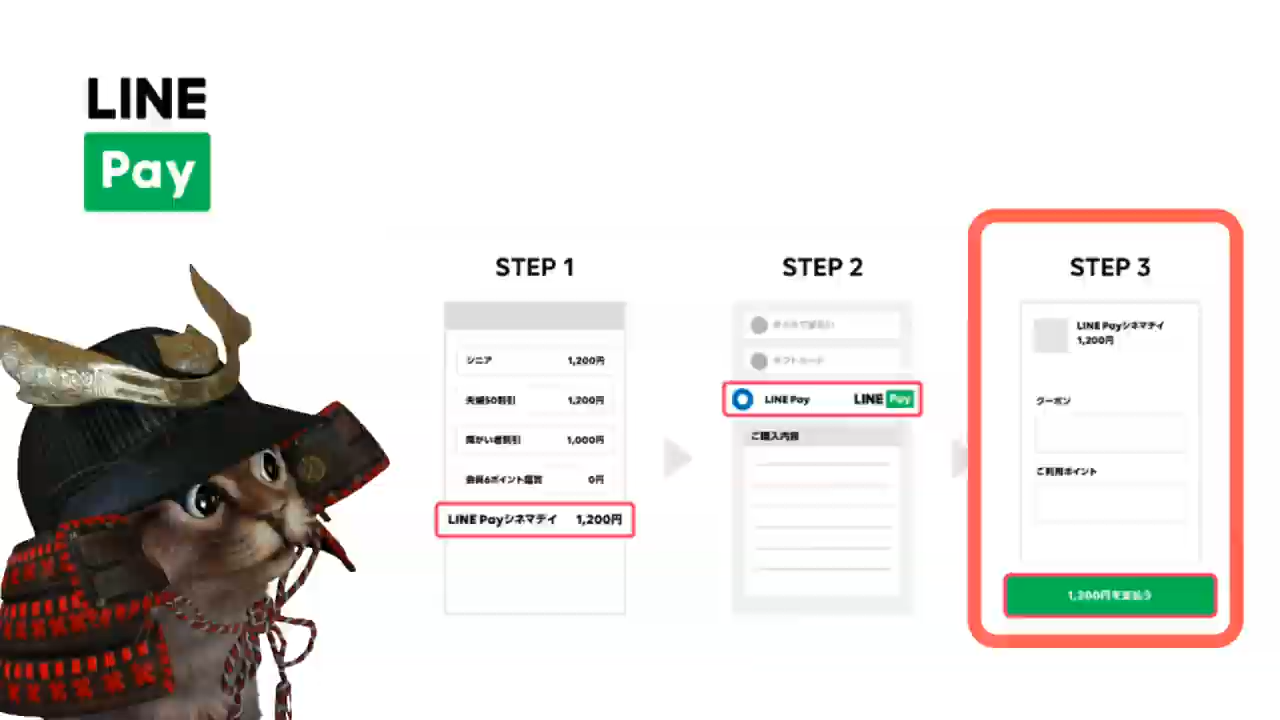 LINE
Pay
STEP 1
シニア 1,200円
夫婦50割引 1,200円
障がい者割引 1,000円
会員6ポイント鑑賞 0円
LINE Payシネマデイ 1,200円
STEP 2
ギフトカード
LINE Pay LINE Pay
ご購入内容
STEP 3
LINE Payシネマデイ
1,200円
クーポン
ご利用ポイント
1,200円を支払う